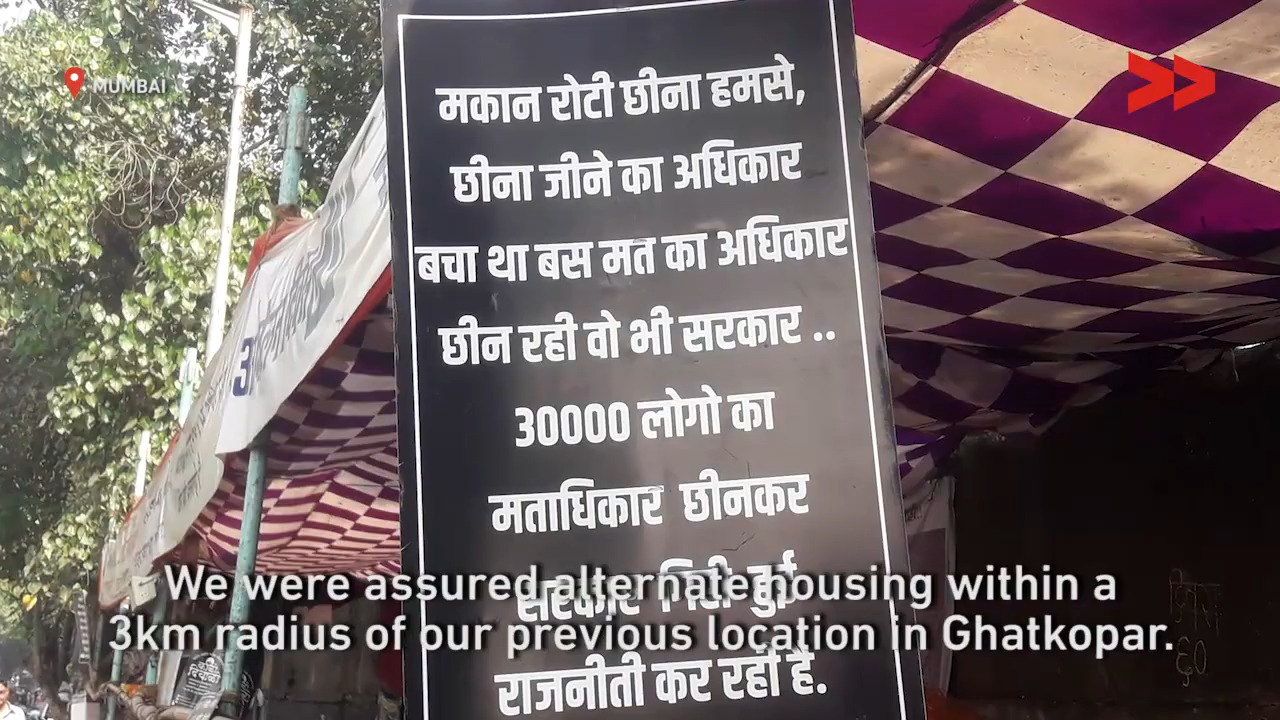 MUMBAI
मकान रोटी छीना हमसे,
छीना जीने का अधिकार
बचा था बस मत का अधिकार
छीन रही वो भी सरकार ..
30000 लोगो का
मताधिकार छीनकर
सरकार गिरी हुई
राजनीती कर रही है.
We were assured alternate housing within a
3km radius of our previous location in Ghatkopar.